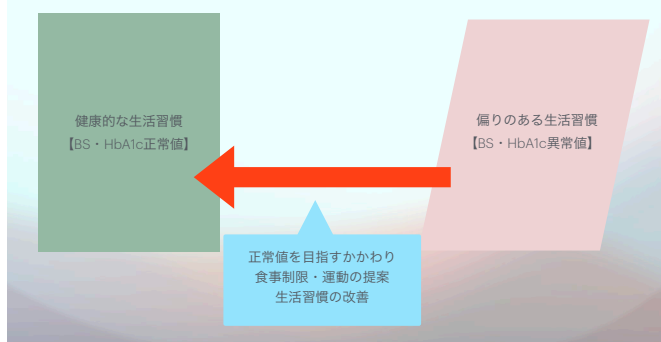 健康的な生活習慣
【BS・HbA1c正常値】
偏りのある生活習慣
【BS・HbA1c異常値】
正常値を目指すかかわり
食事制限・運動の提案
生活習慣の改善